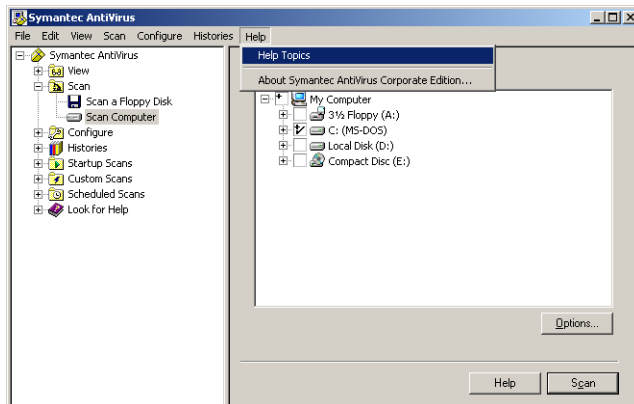 Symantec AntiVirus
File Edit View Scan Configure Histories Help
Help Topics
About Symantec AntiVirus Corporate Edition...
Symantec AntiVirus
View
Scan
Scan a Floppy Disk
Scan Computer
Configure
Histories
Startup Scans
Custom Scans
Scheduled Scans
Look for Help
My Computer
3½ Floppy (A:)
C: (MS-DOS)
Local Disk (D:)
Compact Disc (E:)
Options...
Help
Scan